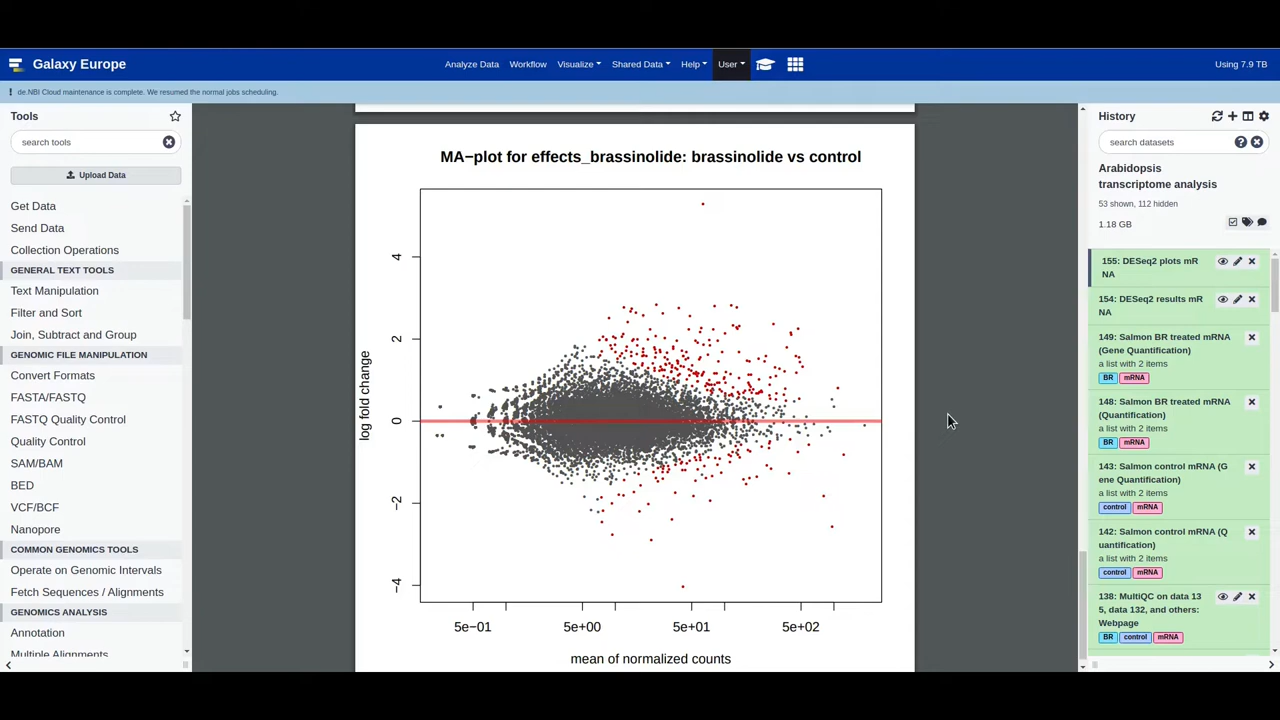 Galaxy Europe
Analyze Data Workflow Visualize Shared Data Help User
Using 7.9 TB
de.NBI Cloud maintenance is complete. We resumed the normal jobs scheduling.
Tools
search tools
Upload Data
Get Data
Send Data
Collection Operations
GENERAL TEXT TOOLS
Text Manipulation
Filter and Sort
Join, Subtract and Group
GENOMIC FILE MANIPULATION
Convert Formats
FASTA/FASTQ
FASTQ Quality Control
Quality Control
SAM/BAM
BED
VCF/BCF
Nanopore
COMMON GENOMICS TOOLS
Operate on Genomic Intervals
Fetch Sequences / Alignments
GENOMICS ANALYSIS
Annotation
Multiple Alignments
MA−plot for effects_brassinolide: brassinolide vs control
log fold change
4
2
0
−2
−4
5e−01 5e+00 5e+01 5e+02
mean of normalized counts
History
search datasets
Arabidopsis
transcriptome analysis
53 shown, 112 hidden
1.18 GB
155: DESeq2 plots mR
NA
154: DESeq2 results mR
NA
149: Salmon BR treated mRNA
(Gene Quantification)
a list with 2 items
BR mRNA
148: Salmon BR treated mRNA
(Quantification)
a list with 2 items
BR mRNA
143: Salmon control mRNA (G
ene Quantification)
a list with 2 items
control mRNA
142: Salmon control mRNA (Q
uantification)
a list with 2 items
control mRNA
138: MultiQC on data 13
5, data 132, and others:
Webpage
BR control mRNA